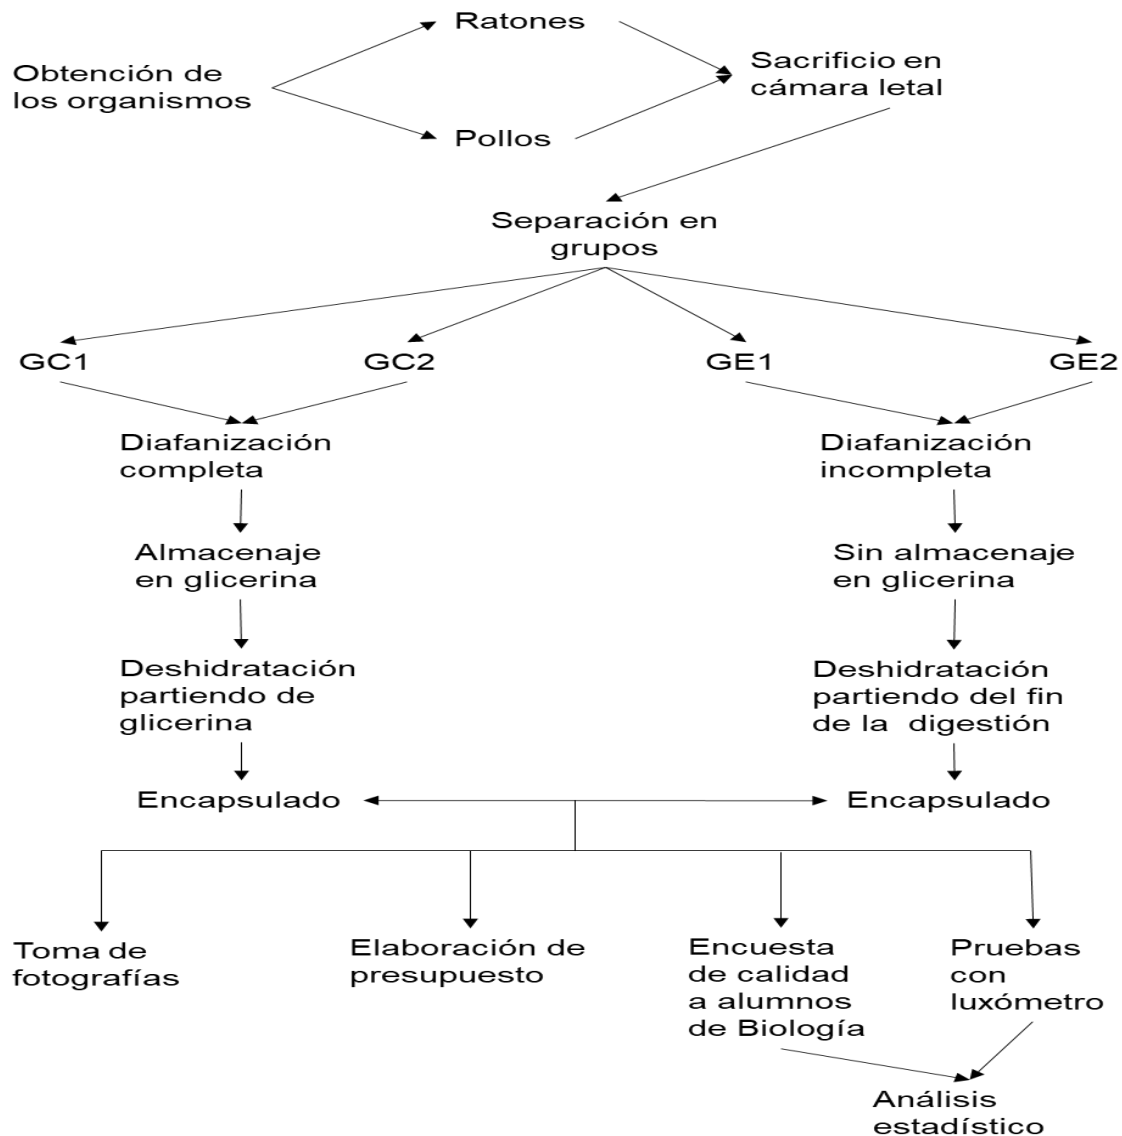 Ratones
Obtención de
los organismos
Sacrificio en
cámara letal
Pollos
Separación en
grupos
GC1
GC2
GE1
GE2
Diafanización
completa
Diafanización
incompleta
Almacenaje
en glicerina
Sin almacenaje
en glicerina
Deshidratación
partiendo de
glicerina
Deshidratación
partiendo del fin
de la digestión
Encapsulado
Encapsulado
Toma de
fotografías
Elaboración de
presupuesto
Encuesta
de calidad
a alumnos
de Biología
Pruebas
con
luxómetro
Análisis
estadístico